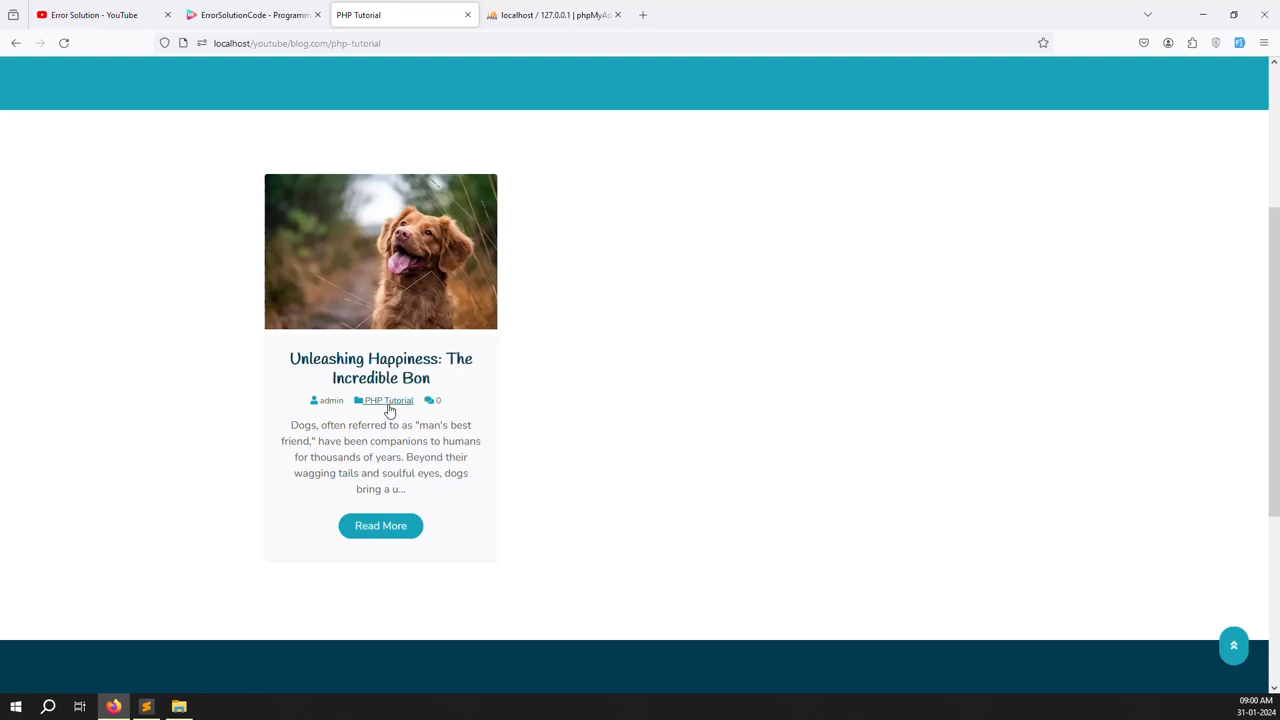 Error Solution - YouTube
ErrorSolutionCode - Programm
PHP Tutorial
localhost / 127.0.0.1 | phpMyAd
localhost/youtube/blog.com/php-tutorial
Unleashing Happiness: The
Incredible Bon
admin PHP Tutorial 0
Dogs, often referred to as "man's best
friend," have been companions to humans
for thousands of years. Beyond their
wagging tails and soulful eyes, dogs
bring a u...
Read More
09:00 AM
31-01-2024